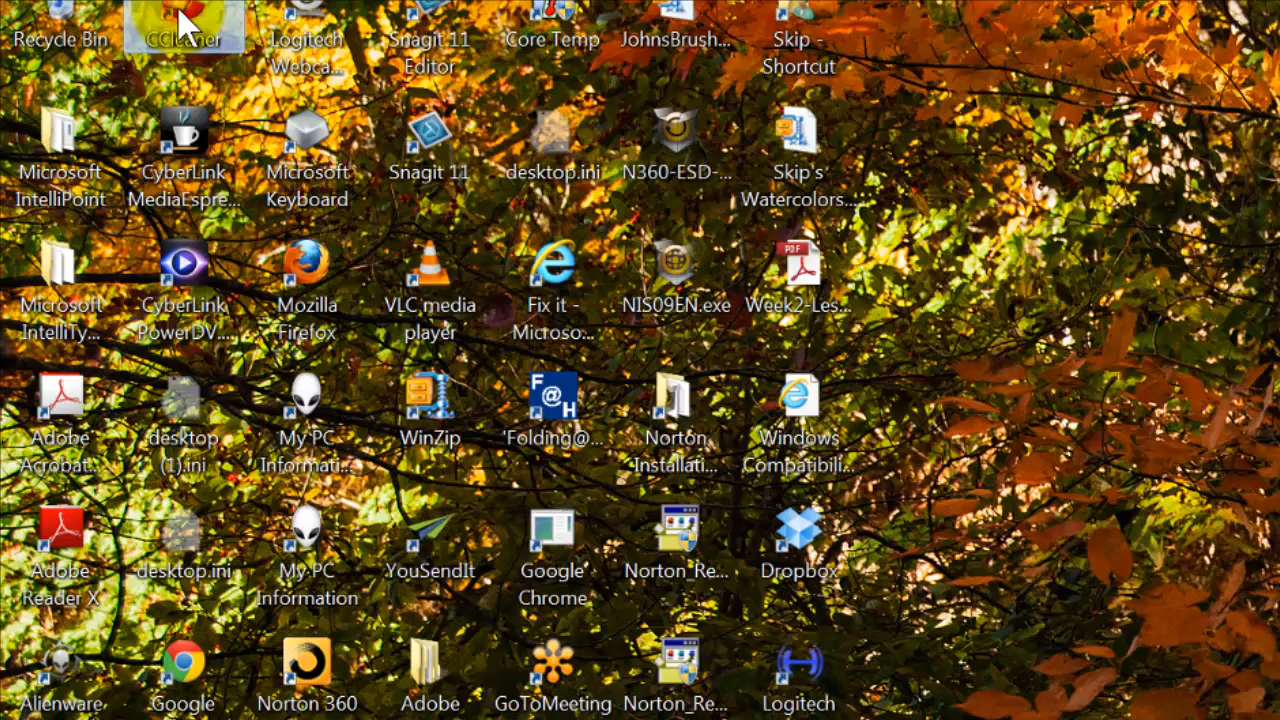 Recycle Bin
CCleaner
Logitech
Webca...
Snagit 11
Editor
Core Temp
JohnsBrush...
Skip -
Shortcut
Microsoft
IntelliPoint
CyberLink
MediaEspre...
Microsoft
Keyboard
Snagit 11
desktop.ini
N360-ESD-...
Skip's
Watercolors....
Microsoft
IntelliTy...
CyberLink
PowerDV....
Mozilla
Firefox
VLC media
player
Fix it -
Microso...
NIS09EN.exe
PDF
Week2-Les...
Adobe
Acrobat...
desktop
(1).ini
My PC
Informati...
WinZip
F
@
H
'Folding@...
Norton
Installati...
Windows
Compatibili...
Adobe
Reader X
desktop.ini
My PC
Information
YouSendIt
Google
Chrome
Norton_Re...
Dropbox
Alienware
Google
Norton 360
Adobe
GoToMeeting
Norton_Re...
Logitech